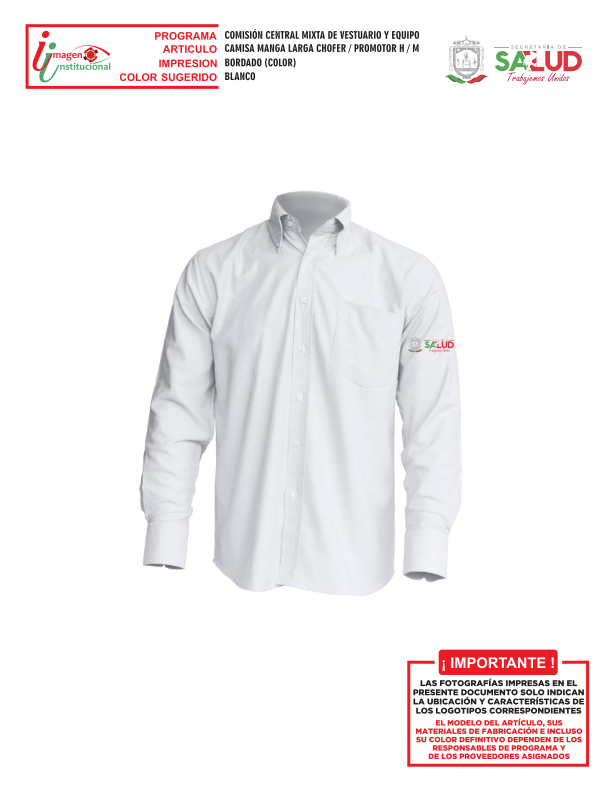 imagen
institucional
PROGRAMA COMISIÓN CENTRAL MIXTA DE VESTUARIO Y EQUIPO
ARTICULO CAMISA MANGA LARGA CHOFER / PROMOTOR H / M
IMPRESION BORDADO (COLOR)
COLOR SUGERIDO BLANCO
SECRETARÍA DE
SALUD
Trabajemos Unidos
SALUD
Trabajemos Unidos
¡ IMPORTANTE !
LAS FOTOGRAFÍAS IMPRESAS EN EL
PRESENTE DOCUMENTO SOLO INDICAN
LA UBICACIÓN Y CARACTERÍSTICAS DE
LOS LOGOTIPOS CORRESPONDIENTES
EL MODELO DEL ARTÍCULO, SUS
MATERIALES DE FABRICACIÓN E INCLUSO
SU COLOR DEFINITIVO DEPENDEN DE LOS
RESPONSABLES DE PROGRAMA Y
DE LOS PROVEEDORES ASIGNADOS